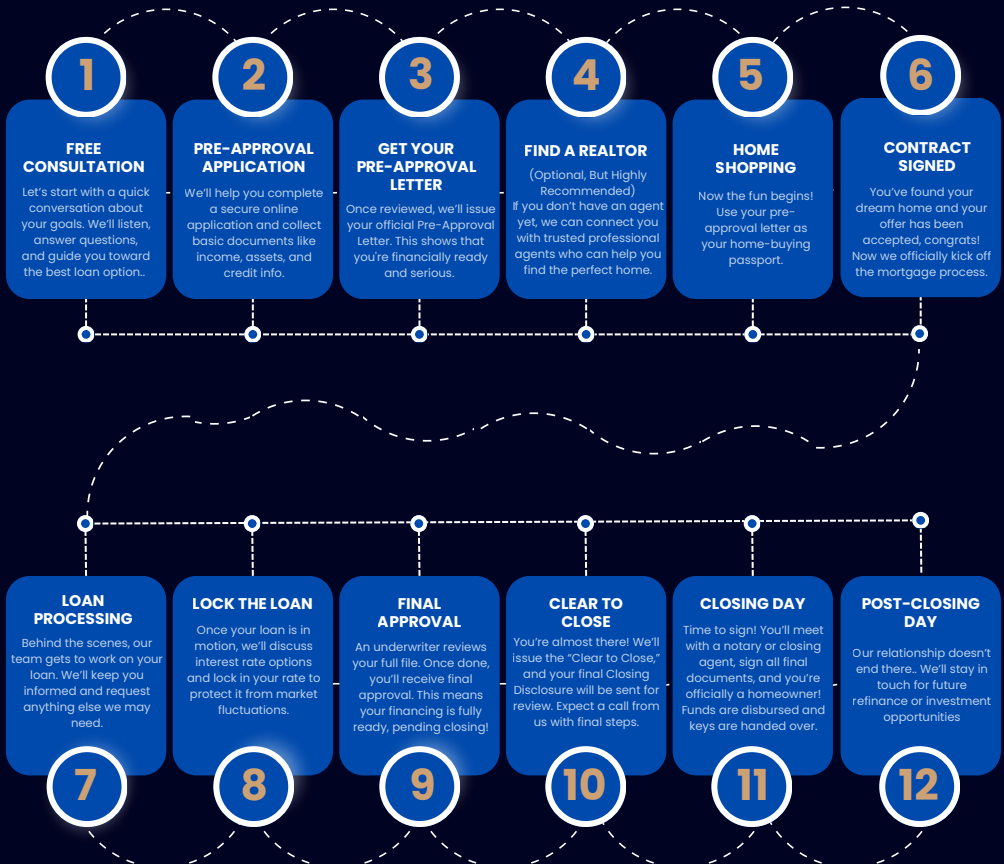 1
FREE
CONSULTATION
Let's start with a quick
conversation about
your goals. We'll listen,
answer questions,
and guide you toward
the best loan option..
2
PRE-APPROVAL
APPLICATION
We'll help you complete
a secure online
application and collect
basic documents like
income, assets, and
credit info.
3
GET YOUR
PRE-APPROVAL
LETTER
Once reviewed, we'll issue
your official Pre-Approval
Letter. This shows that
you're financially ready
and serious.
4
FIND A REALTOR
(Optional, But Highly
Recommended)
If you don't have an agent
yet, we can connect you
with trusted professional
agents who can help you
find the perfect home.
5
HOME
SHOPPING
Now the fun begins!
Use your pre-
approval letter as
your home-buying
passport.
6
CONTRACT
SIGNED
You've found your
dream home and your
offer has been
accepted, congrats!
Now we officially kick off
the mortgage process.
LOAN
PROCESSING
Behind the scenes, our
team gets to work on your
loan. We'll keep you
informed and request
anything else we may
need.
7
LOCK THE LOAN
Once your loan is in
motion, we'll discuss
interest rate options
and lock in your rate to
protect it from market
fluctuations.
8
FINAL
APPROVAL
An underwriter reviews
your full file. Once done,
you'll receive final
approval. This means
your financing is fully
ready, pending closing!
9
CLEAR TO
CLOSE
You're almost there! We'll
issue the “Clear to Close,”
and your final Closing
Disclosure will be sent for
review. Expect a call from
us with final steps.
10
CLOSING DAY
Time to sign! You'll meet
with a notary or closing
agent, sign all final
documents, and you're
officially a homeowner!
Funds are disbursed and
keys are handed over.
11
POST-CLOSING
DAY
Our relationship doesn't
end there.. We'll stay in
touch for future
refinance or investment
opportunities
12